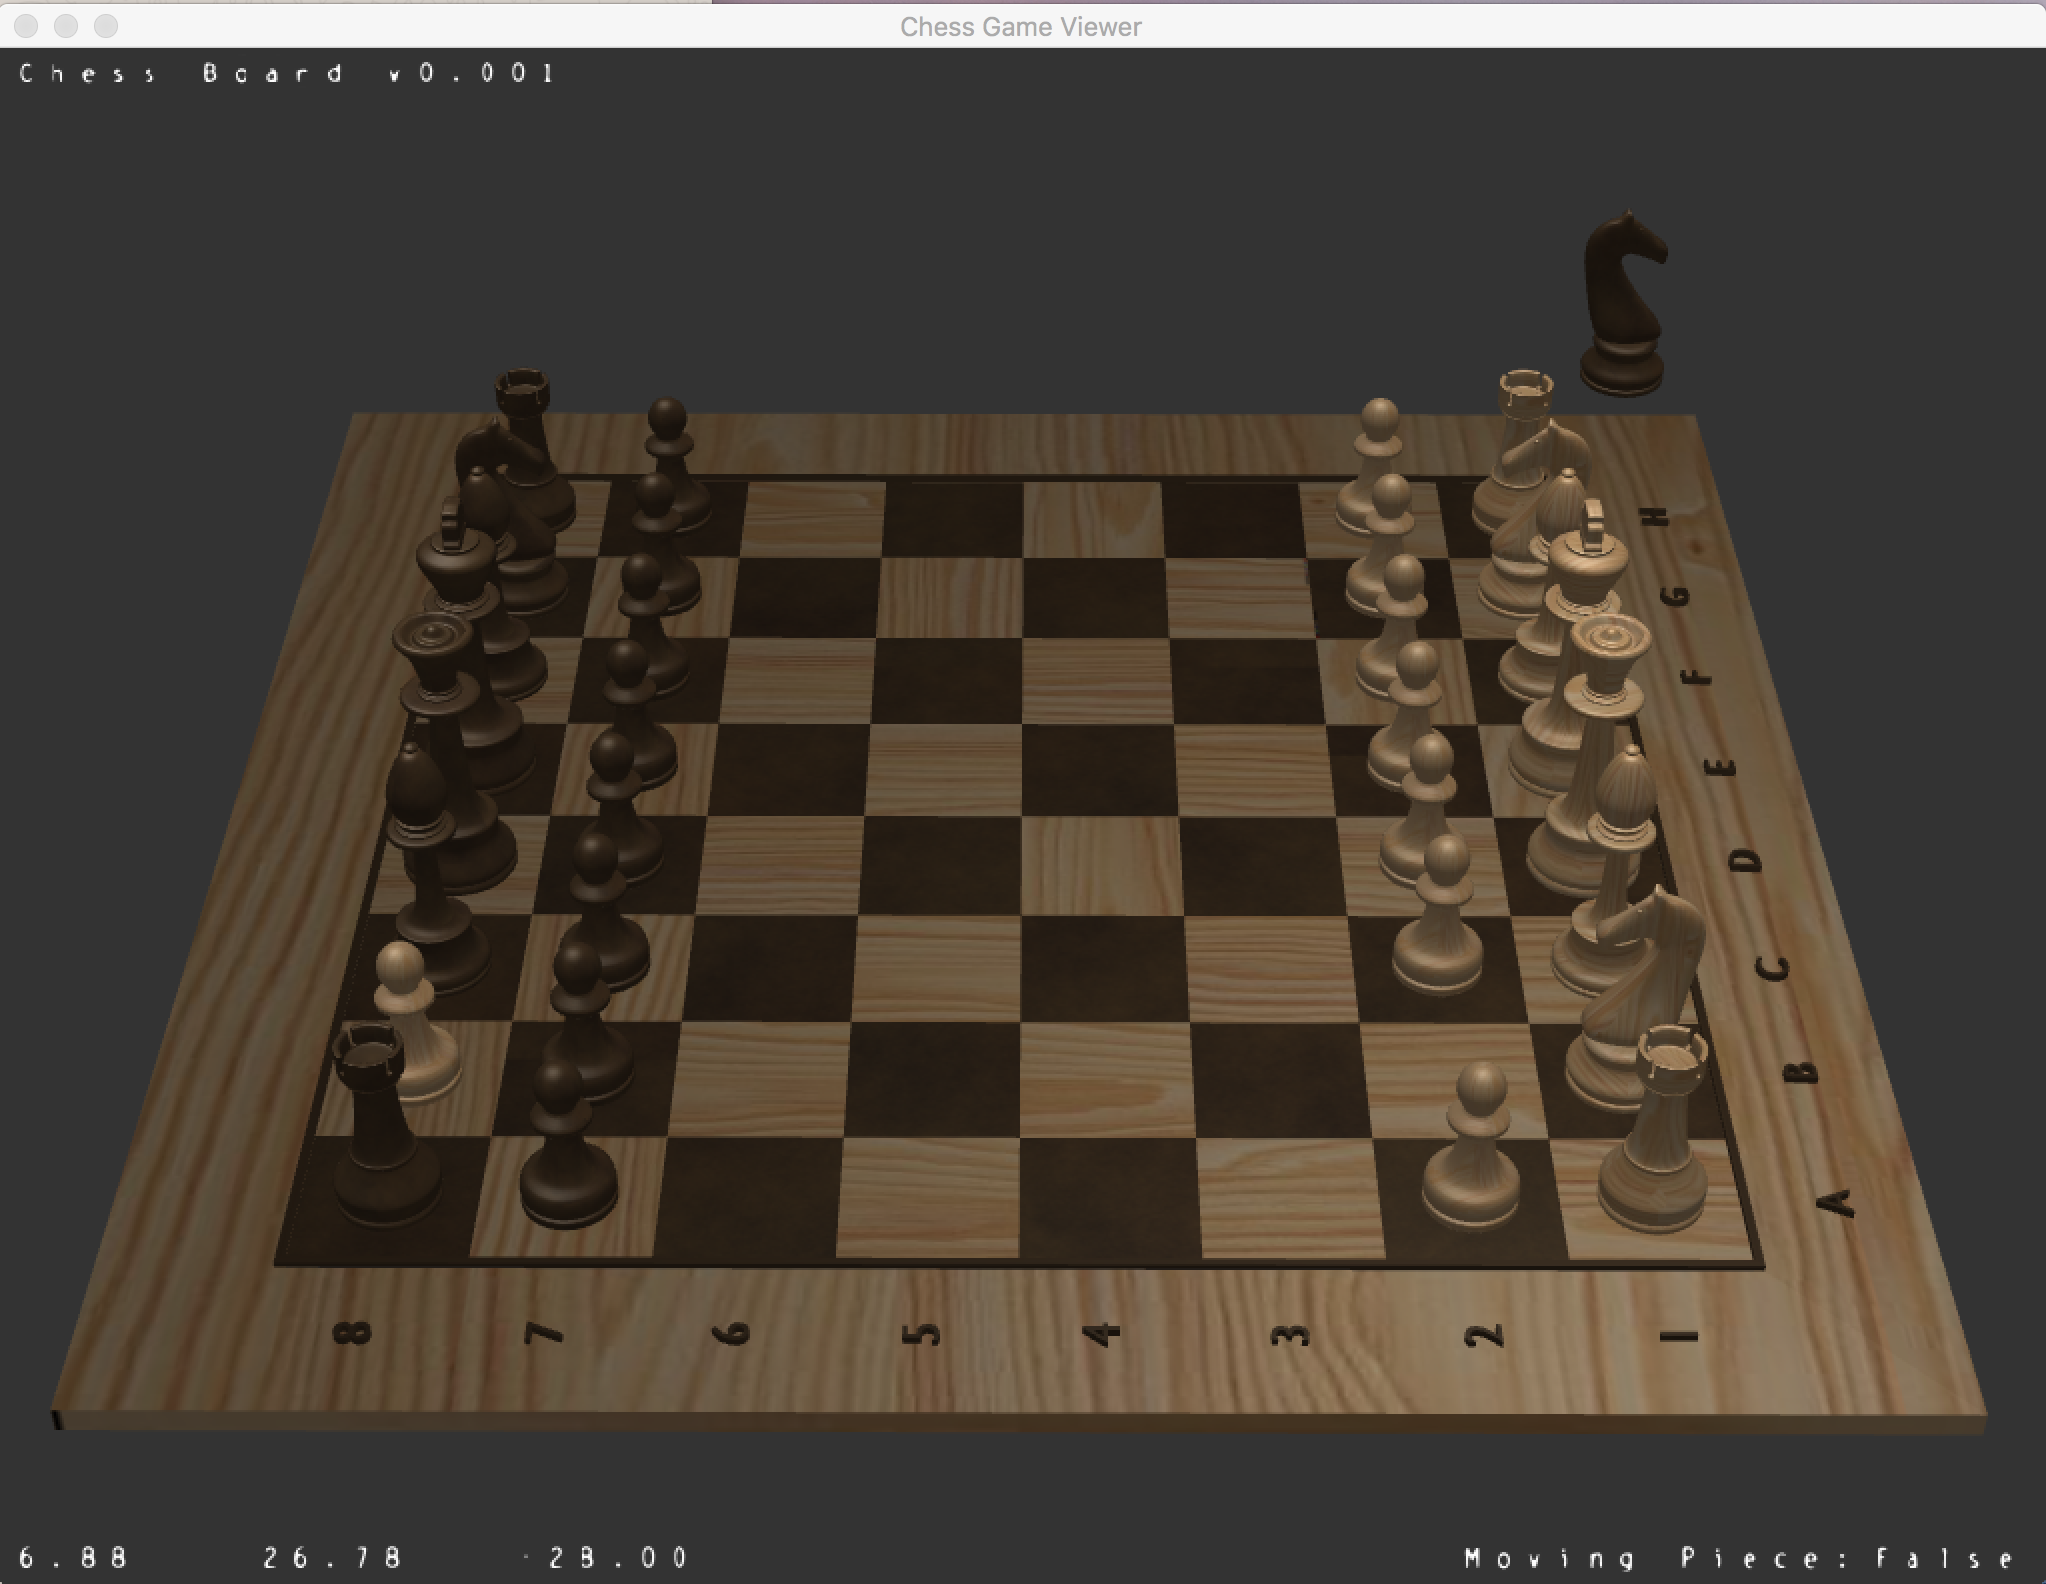 Chess Game Viewer
Chess Board v0.001
H
G
F
E
D
C
B
A
8 7 6 5 4 3 2 1
6.88 26.78 -28.00 Moving Piece: False